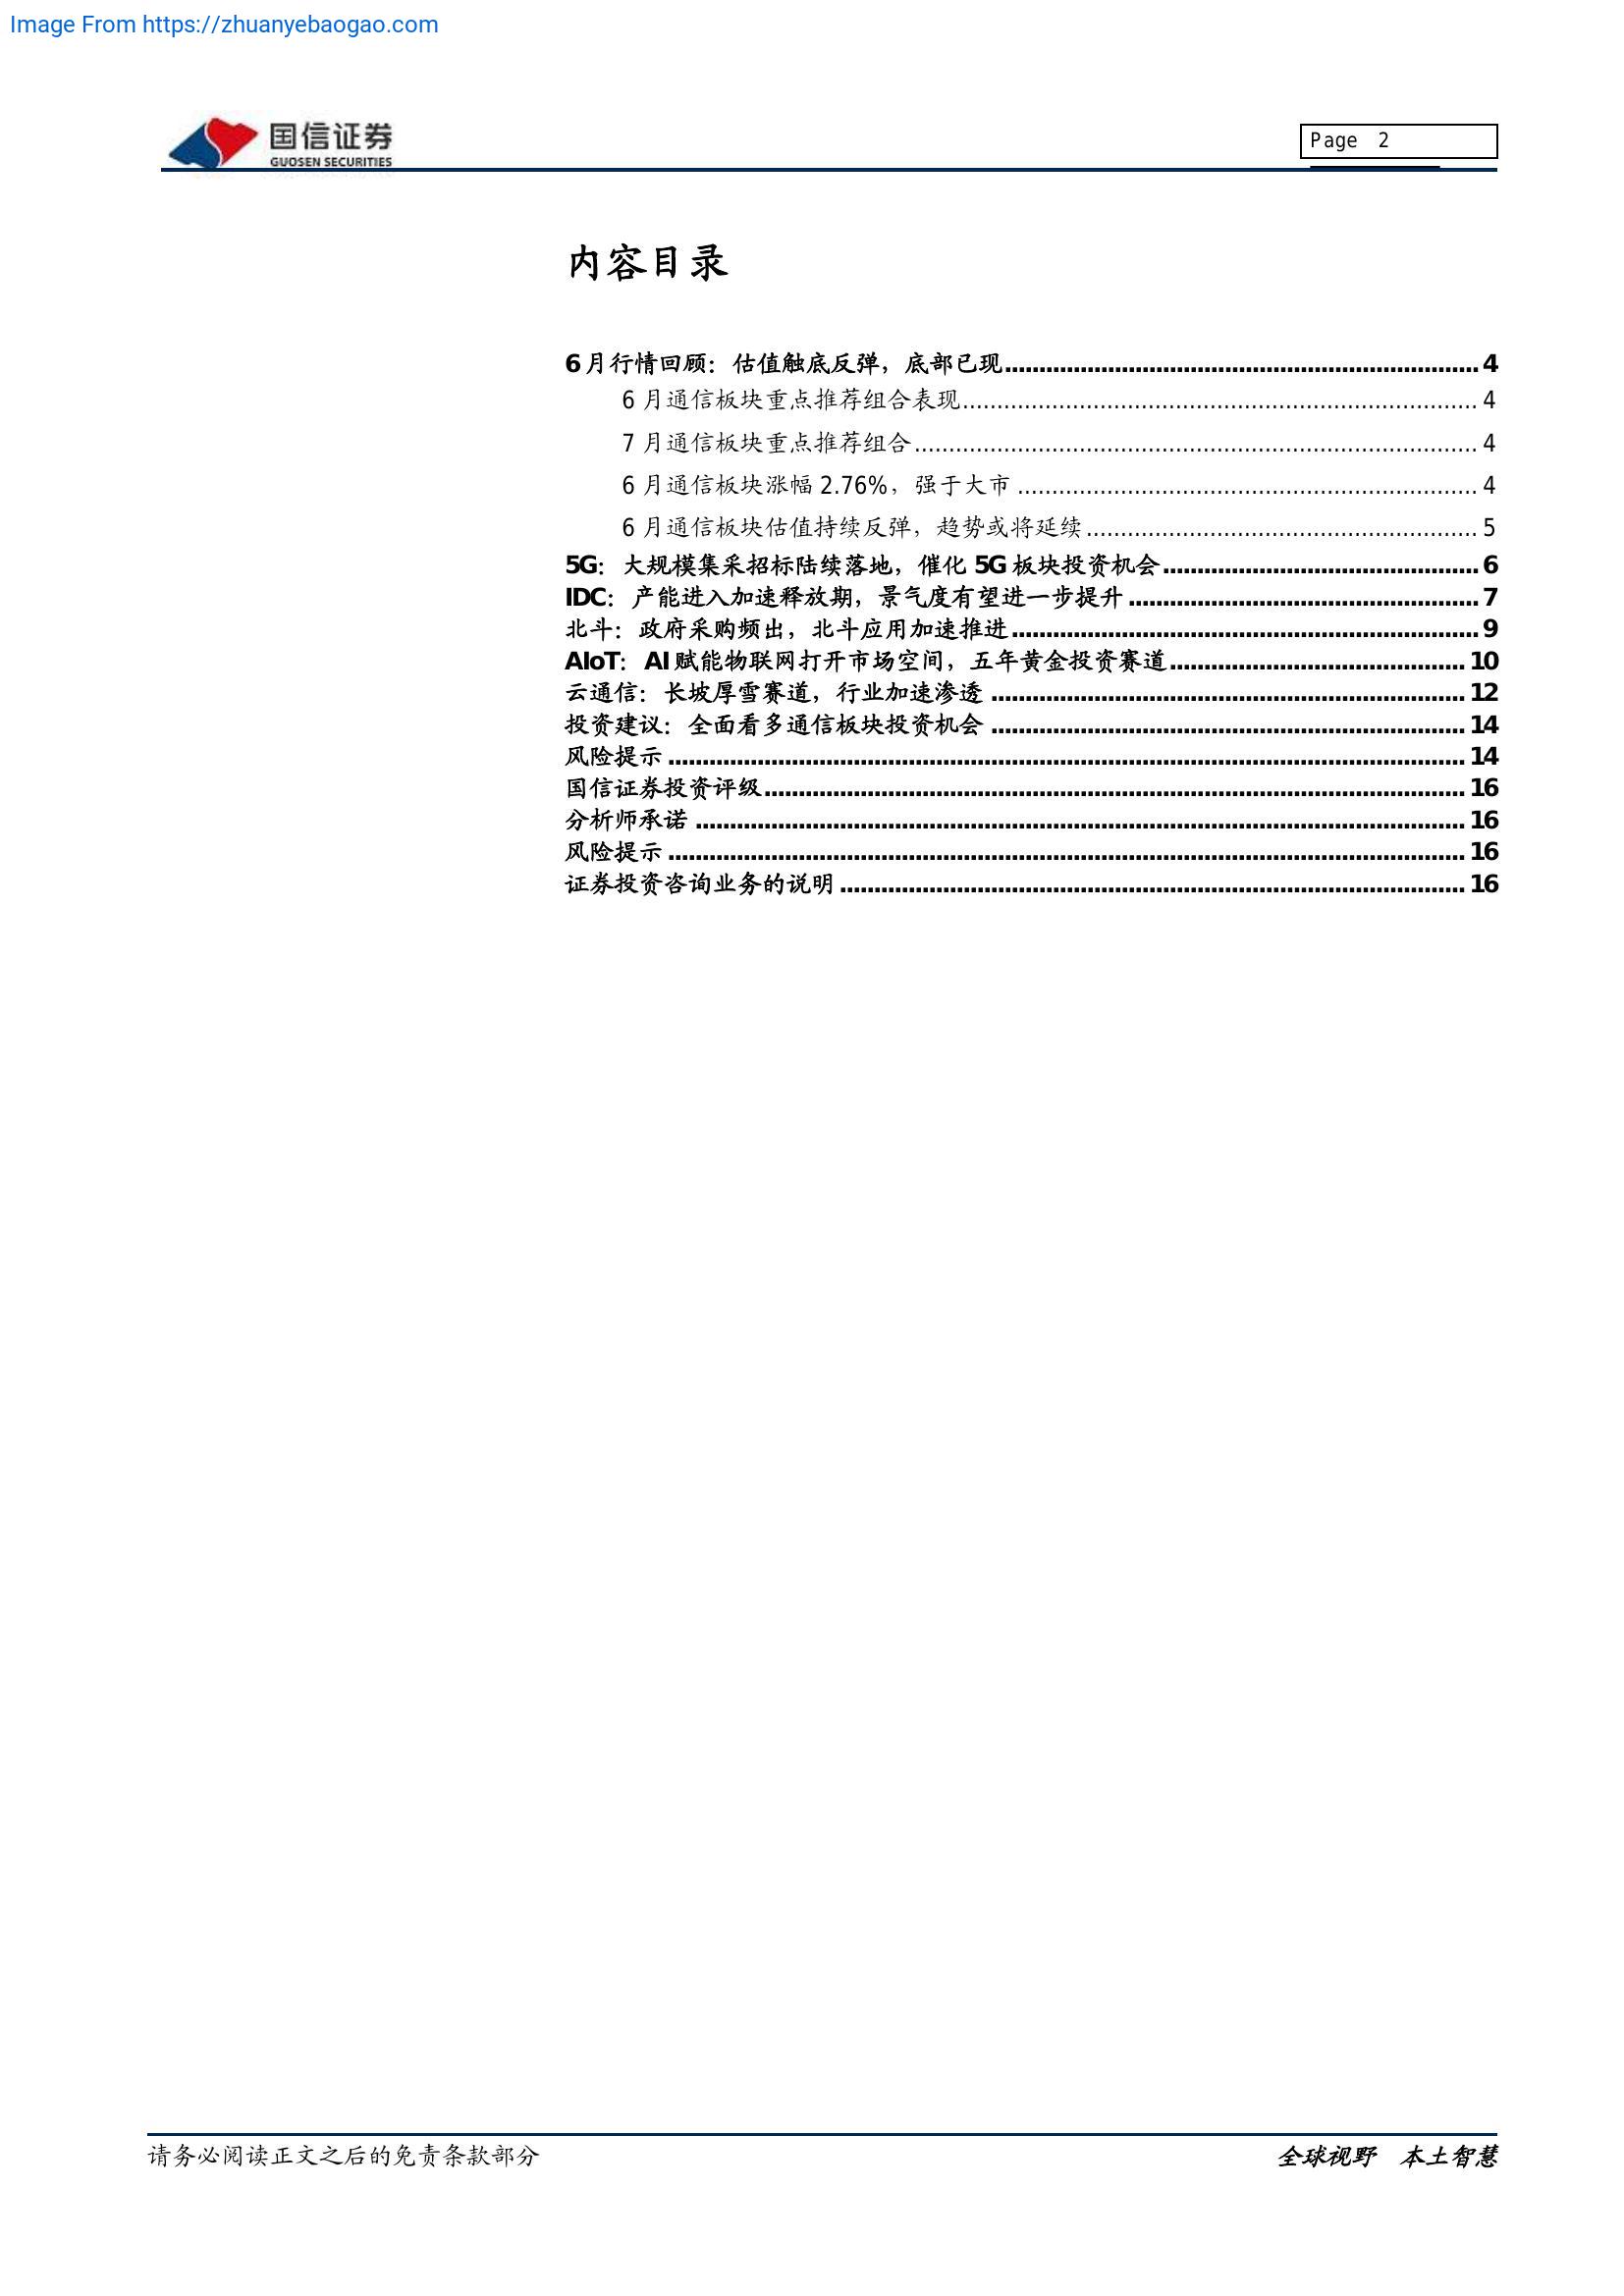 Image From https://zhuanyebaogao.com
国信证券
GUOSEN SECURITIES
Page 2
内容目录
6 月行情回顾：估值触底反弹，底部已现.....................................................................4
6 月通信板块重点推荐组合表现...........................................................................4
7 月通信板块重点推荐组合..................................................................................4
6 月通信板块涨幅 2.76%，强于大市...................................................................4
6 月通信板块估值持续反弹，趋势或将延续.........................................................5
5G：大规模集采招标陆续落地，催化 5G 板块投资机会..............................................6
IDC：产能进入加速释放期，景气度有望进一步提升...................................................7
北斗：政府采购频出，北斗应用加速推进....................................................................9
AIoT：AI 赋能物联网打开市场空间，五年黄金投资赛道...........................................10
云通信：长坡厚雪赛道，行业加速渗透.....................................................................12
投资建议：全面看多通信板块投资机会.....................................................................14
风险提示....................................................................................................................14
国信证券投资评级......................................................................................................16
分析师承诺................................................................................................................16
风险提示....................................................................................................................16
证券投资咨询业务的说明...........................................................................................16
请务必阅读正文之后的免责条款部分
全球视野 本土智慧